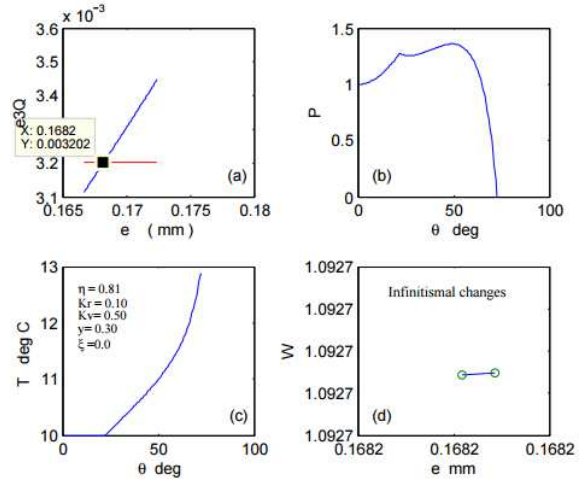 x 10⁻³
3.6
3.5
3.4
3.3
3.2
3.1
e3Q
X: 0.1682
Y: 0.003202
(a)
0.165 0.17 0.175 0.18
e (mm)
1.5
1
0.5
0
P
(b)
0 50 100
θ deg
13
12
11
10
T deg C
η = 0.81
Kr = 0.10
Kv = 0.50
y= 0.30
ξ =0.0
(c)
0 50 100
θ deg
1.0927
1.0927
1.0927
1.0927
1.0927
W
Infinitismal changes
(d)
0.1682 0.1682 0.1682
e mm